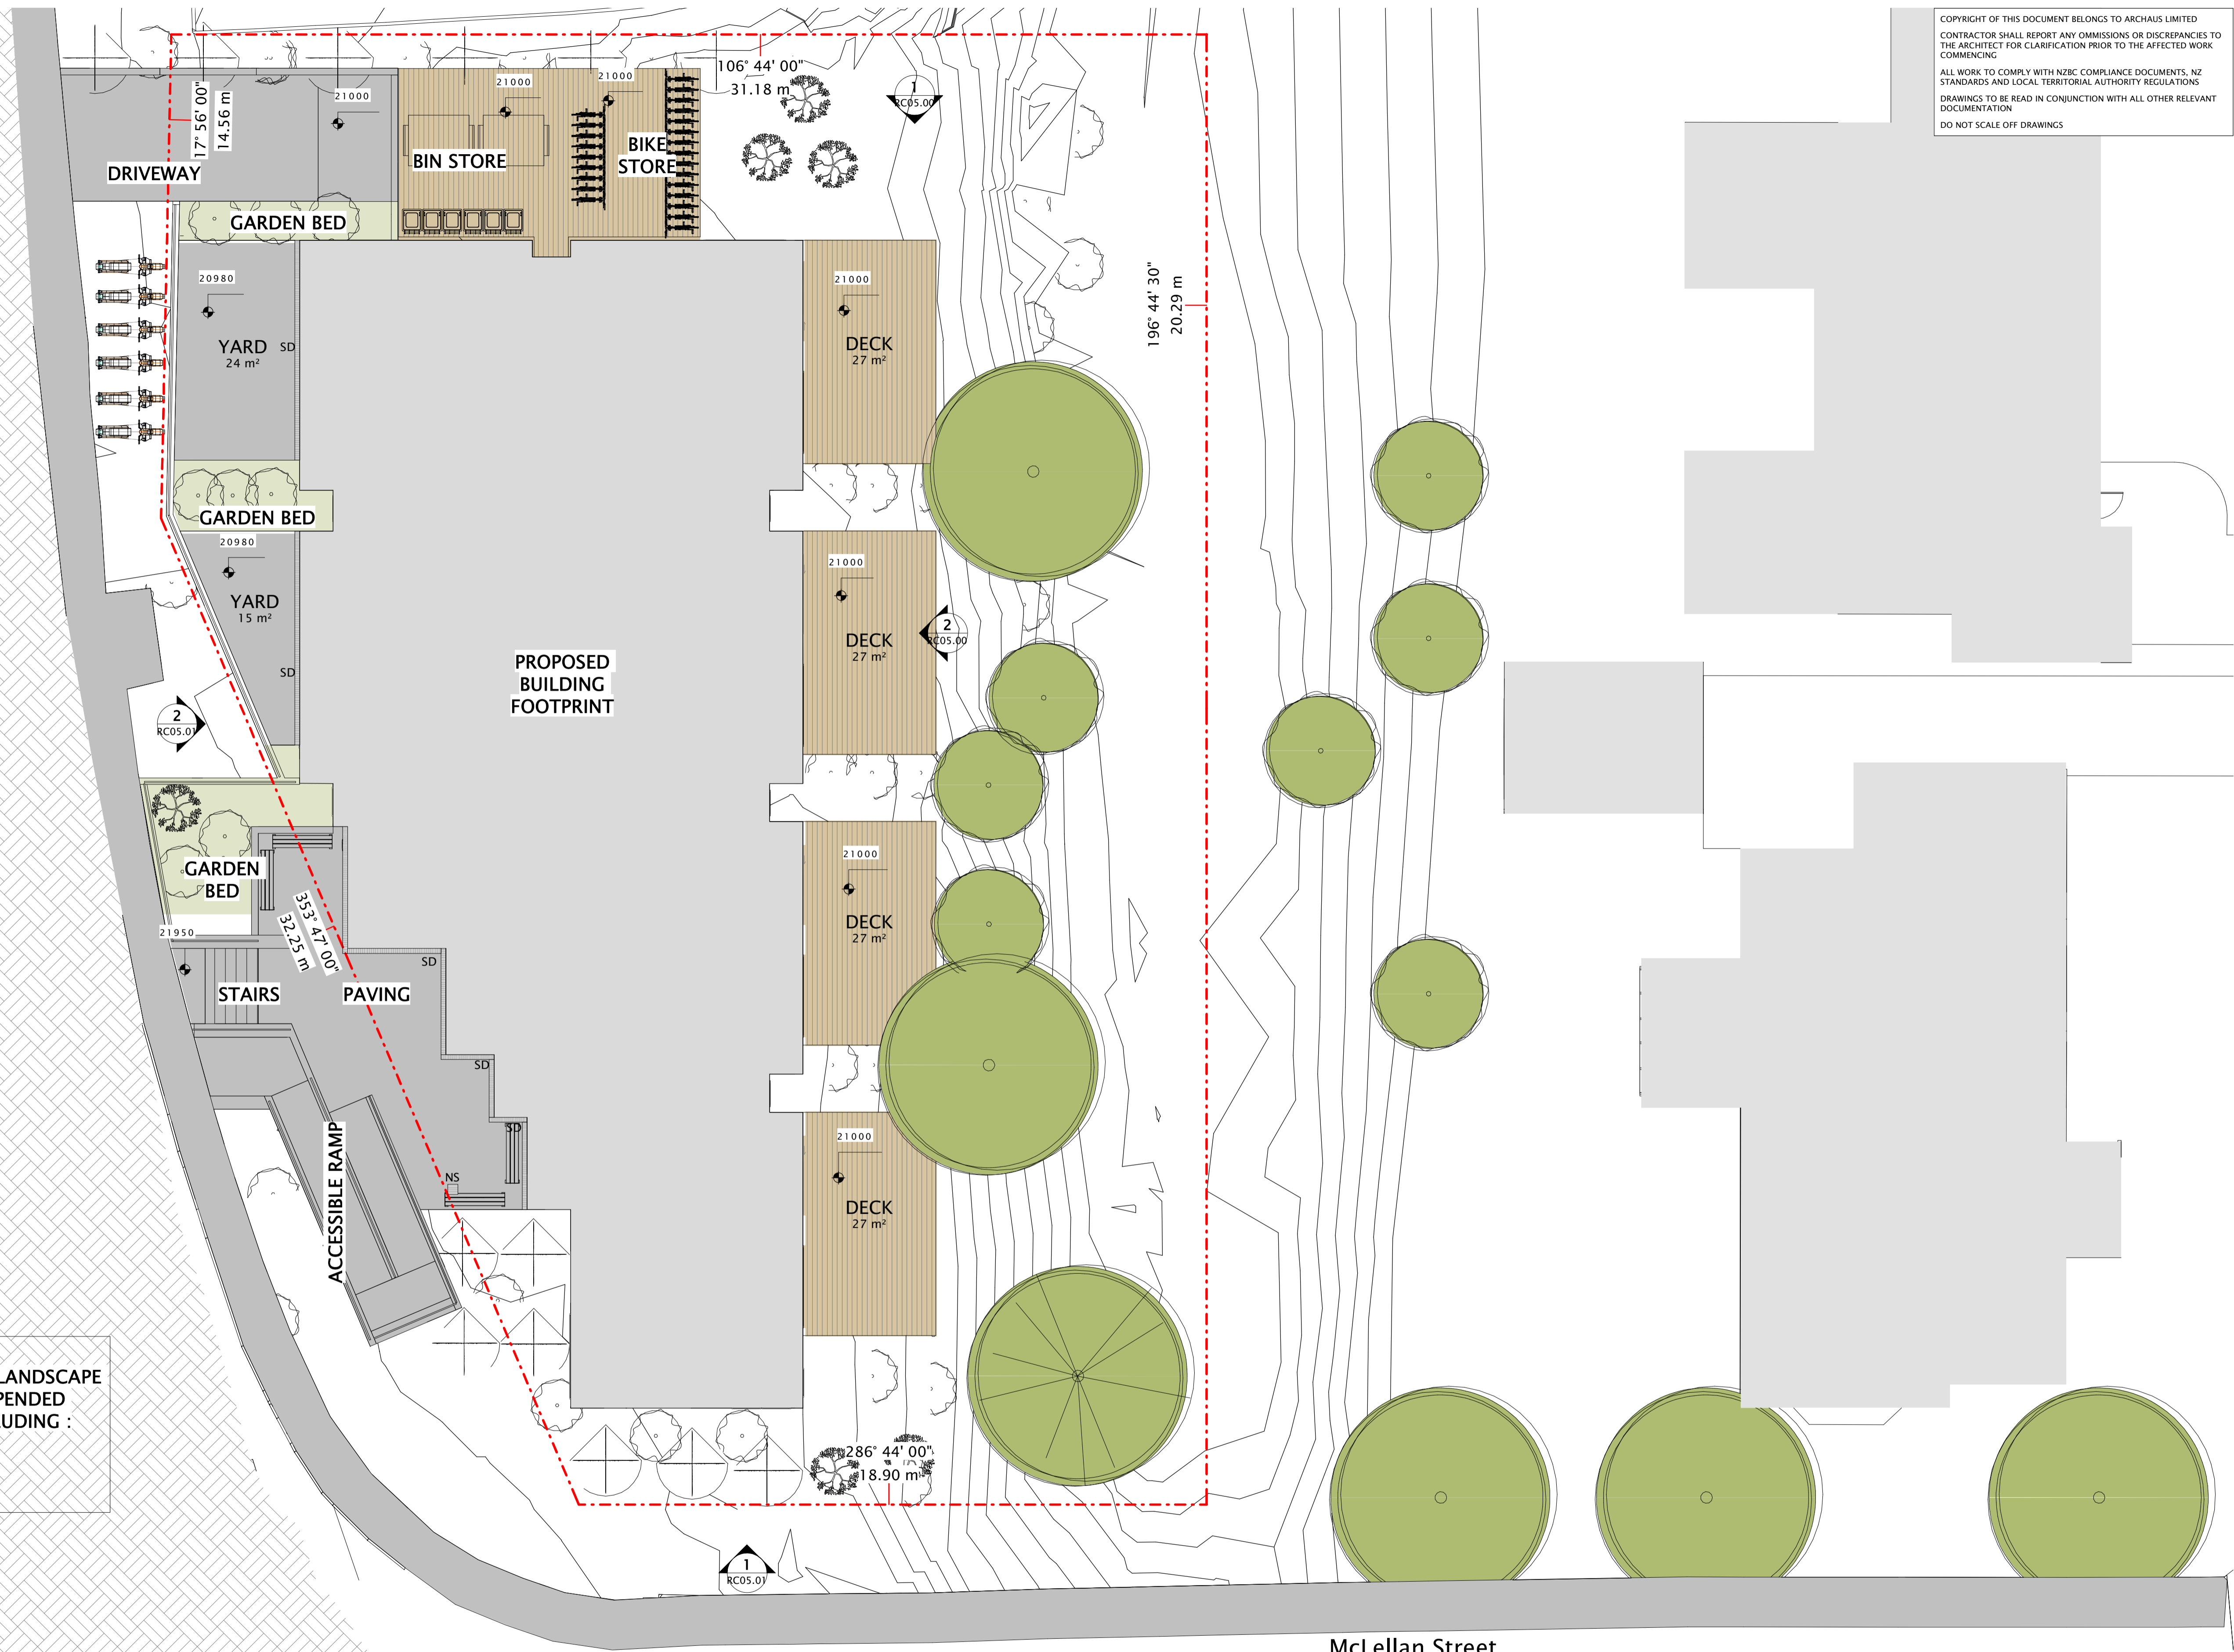 COPYRIGHT OF THIS DOCUMENT BELONGS TO ARCHAUS LIMITED
CONTRACTOR SHALL REPORT ANY OMMISSIONS OR DISCREPANCIES TO
THE ARCHITECT FOR CLARIFICATION PRIOR TO THE AFFECTED WORK
COMMENCING
ALL WORK TO COMPLY WITH NZBC COMPLIANCE DOCUMENTS, NZ
STANDARDS AND LOCAL TERRITORIAL AUTHORITY REGULATIONS
DRAWINGS TO BE READ IN CONJUNCTION WITH ALL OTHER RELEVANT
DOCUMENTATION
DO NOT SCALE OFF DRAWINGS
106° 44' 00"
31.18 m
17° 56' 00"
14.56 m
21000
21000
21000
1
RC05.00
DRIVEWAY
BIN STORE
BIKE
STORE
GARDEN BED
20980
YARD
24 m²
SD
21000
DECK
27 m²
196° 44' 30"
20.29 m
GARDEN BED
20980
YARD
15 m²
SD
21000
DECK
27 m²
2
RC05.00
PROPOSED
BUILDING
FOOTPRINT
2
RC05.01
GARDEN
BED
21950
353° 47' 00"
32.25 m
21000
DECK
27 m²
SD
STAIRS
PAVING
SD
SD
ACCESSIBLE RAMP
NS
21000
DECK
27 m²
LANDSCAPE
PENDED
LUDING :
286° 44' 00"
18.90 m
1
RC05.01
McLellan Street